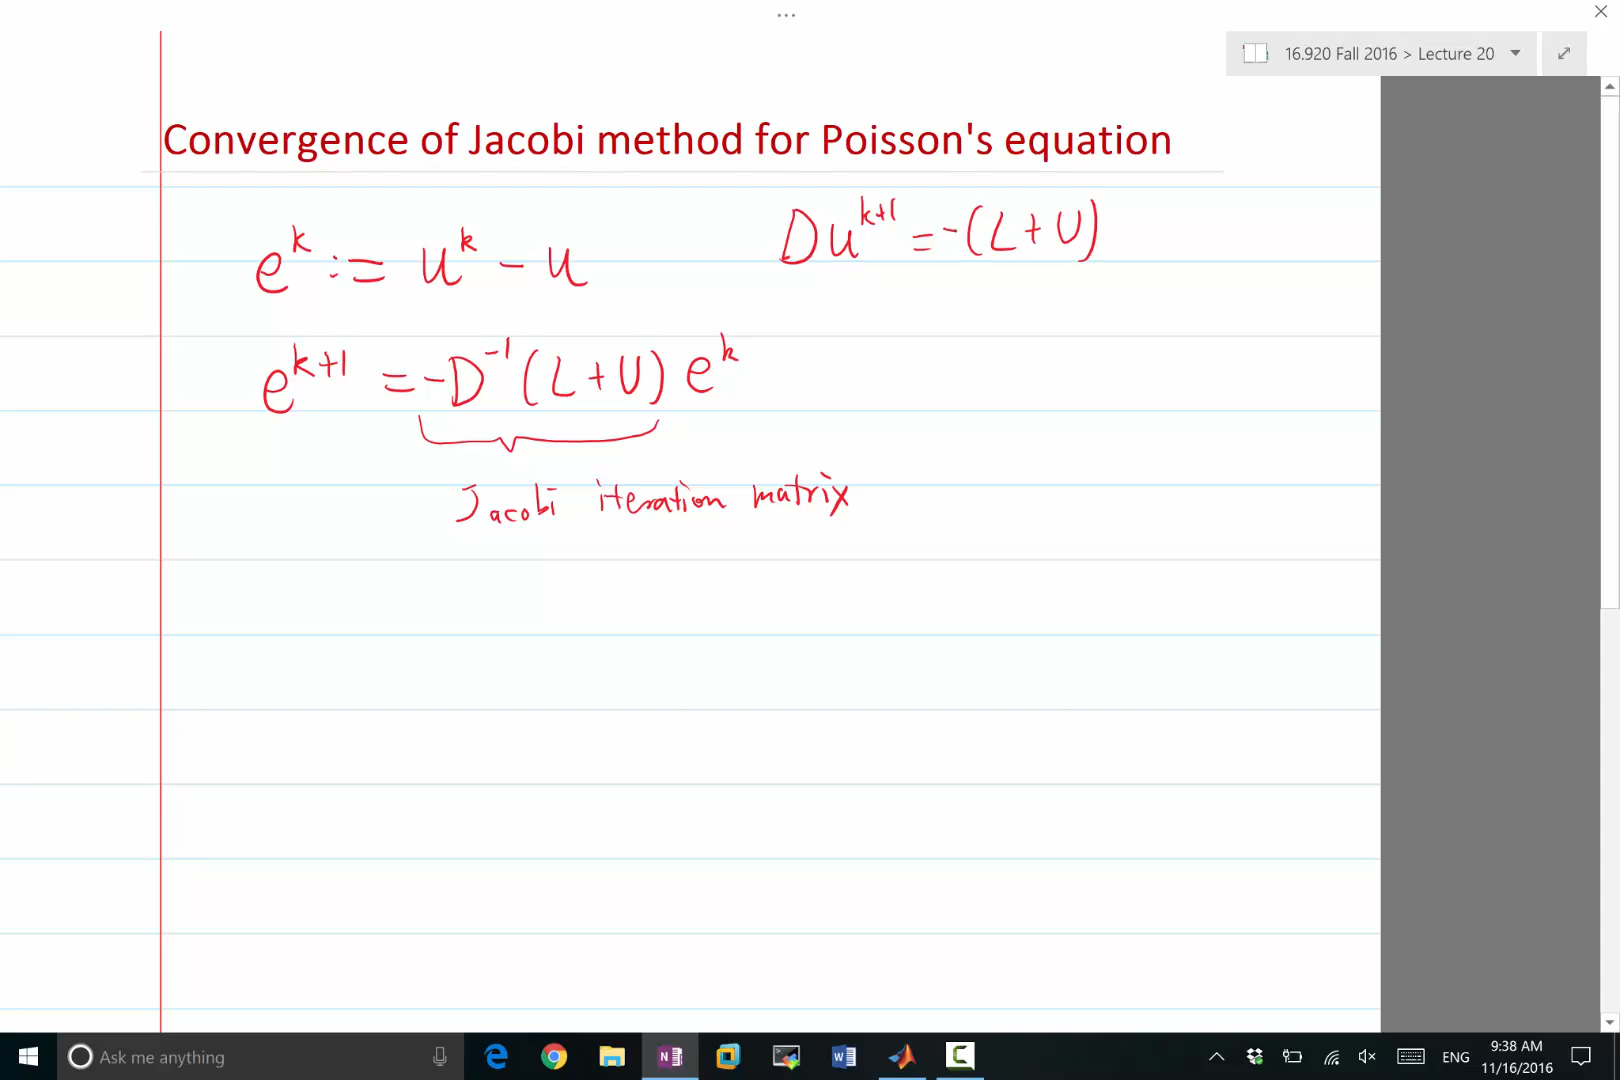 16.920 Fall 2016 > Lecture 20
Convergence of Jacobi method for Poisson's equation
e^k := u^k - u
Du^{k+1} = -(L+U)
e^{k+1} = -D^{-1}(L+U) e^k
Jacobi iteration matrix
Ask me anything
ENG
9:38 AM
11/16/2016